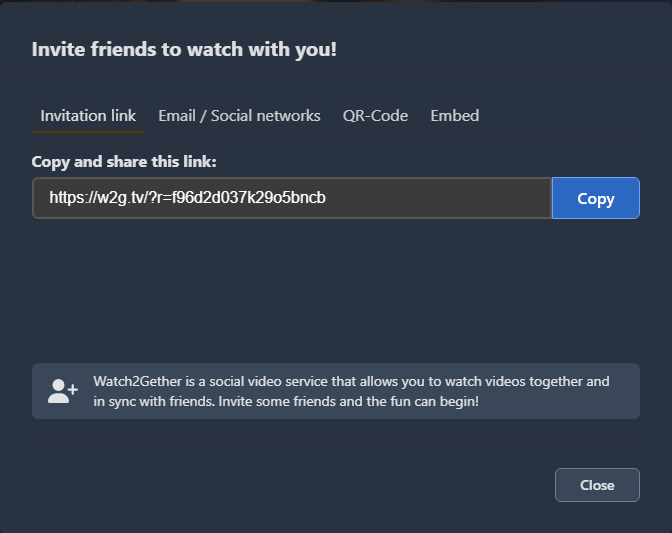 Invite friends to watch with you!
Invitation link Email / Social networks QR-Code Embed
Copy and share this link:
https://w2g.tv/?r=f96d2d037k29o5bncb Copy
Watch2Gether is a social video service that allows you to watch videos together and
in sync with friends. Invite some friends and the fun can begin!
Close